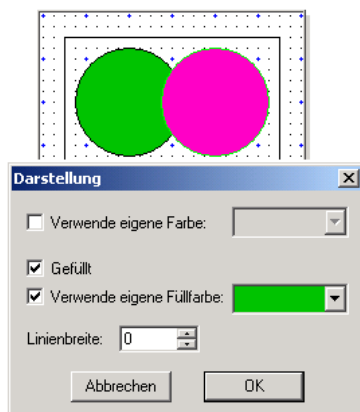 Darstellung
Verwende eigene Farbe:
Gefüllt
Verwende eigene Füllfarbe:
Linienbreite: 0
Abbrechen OK